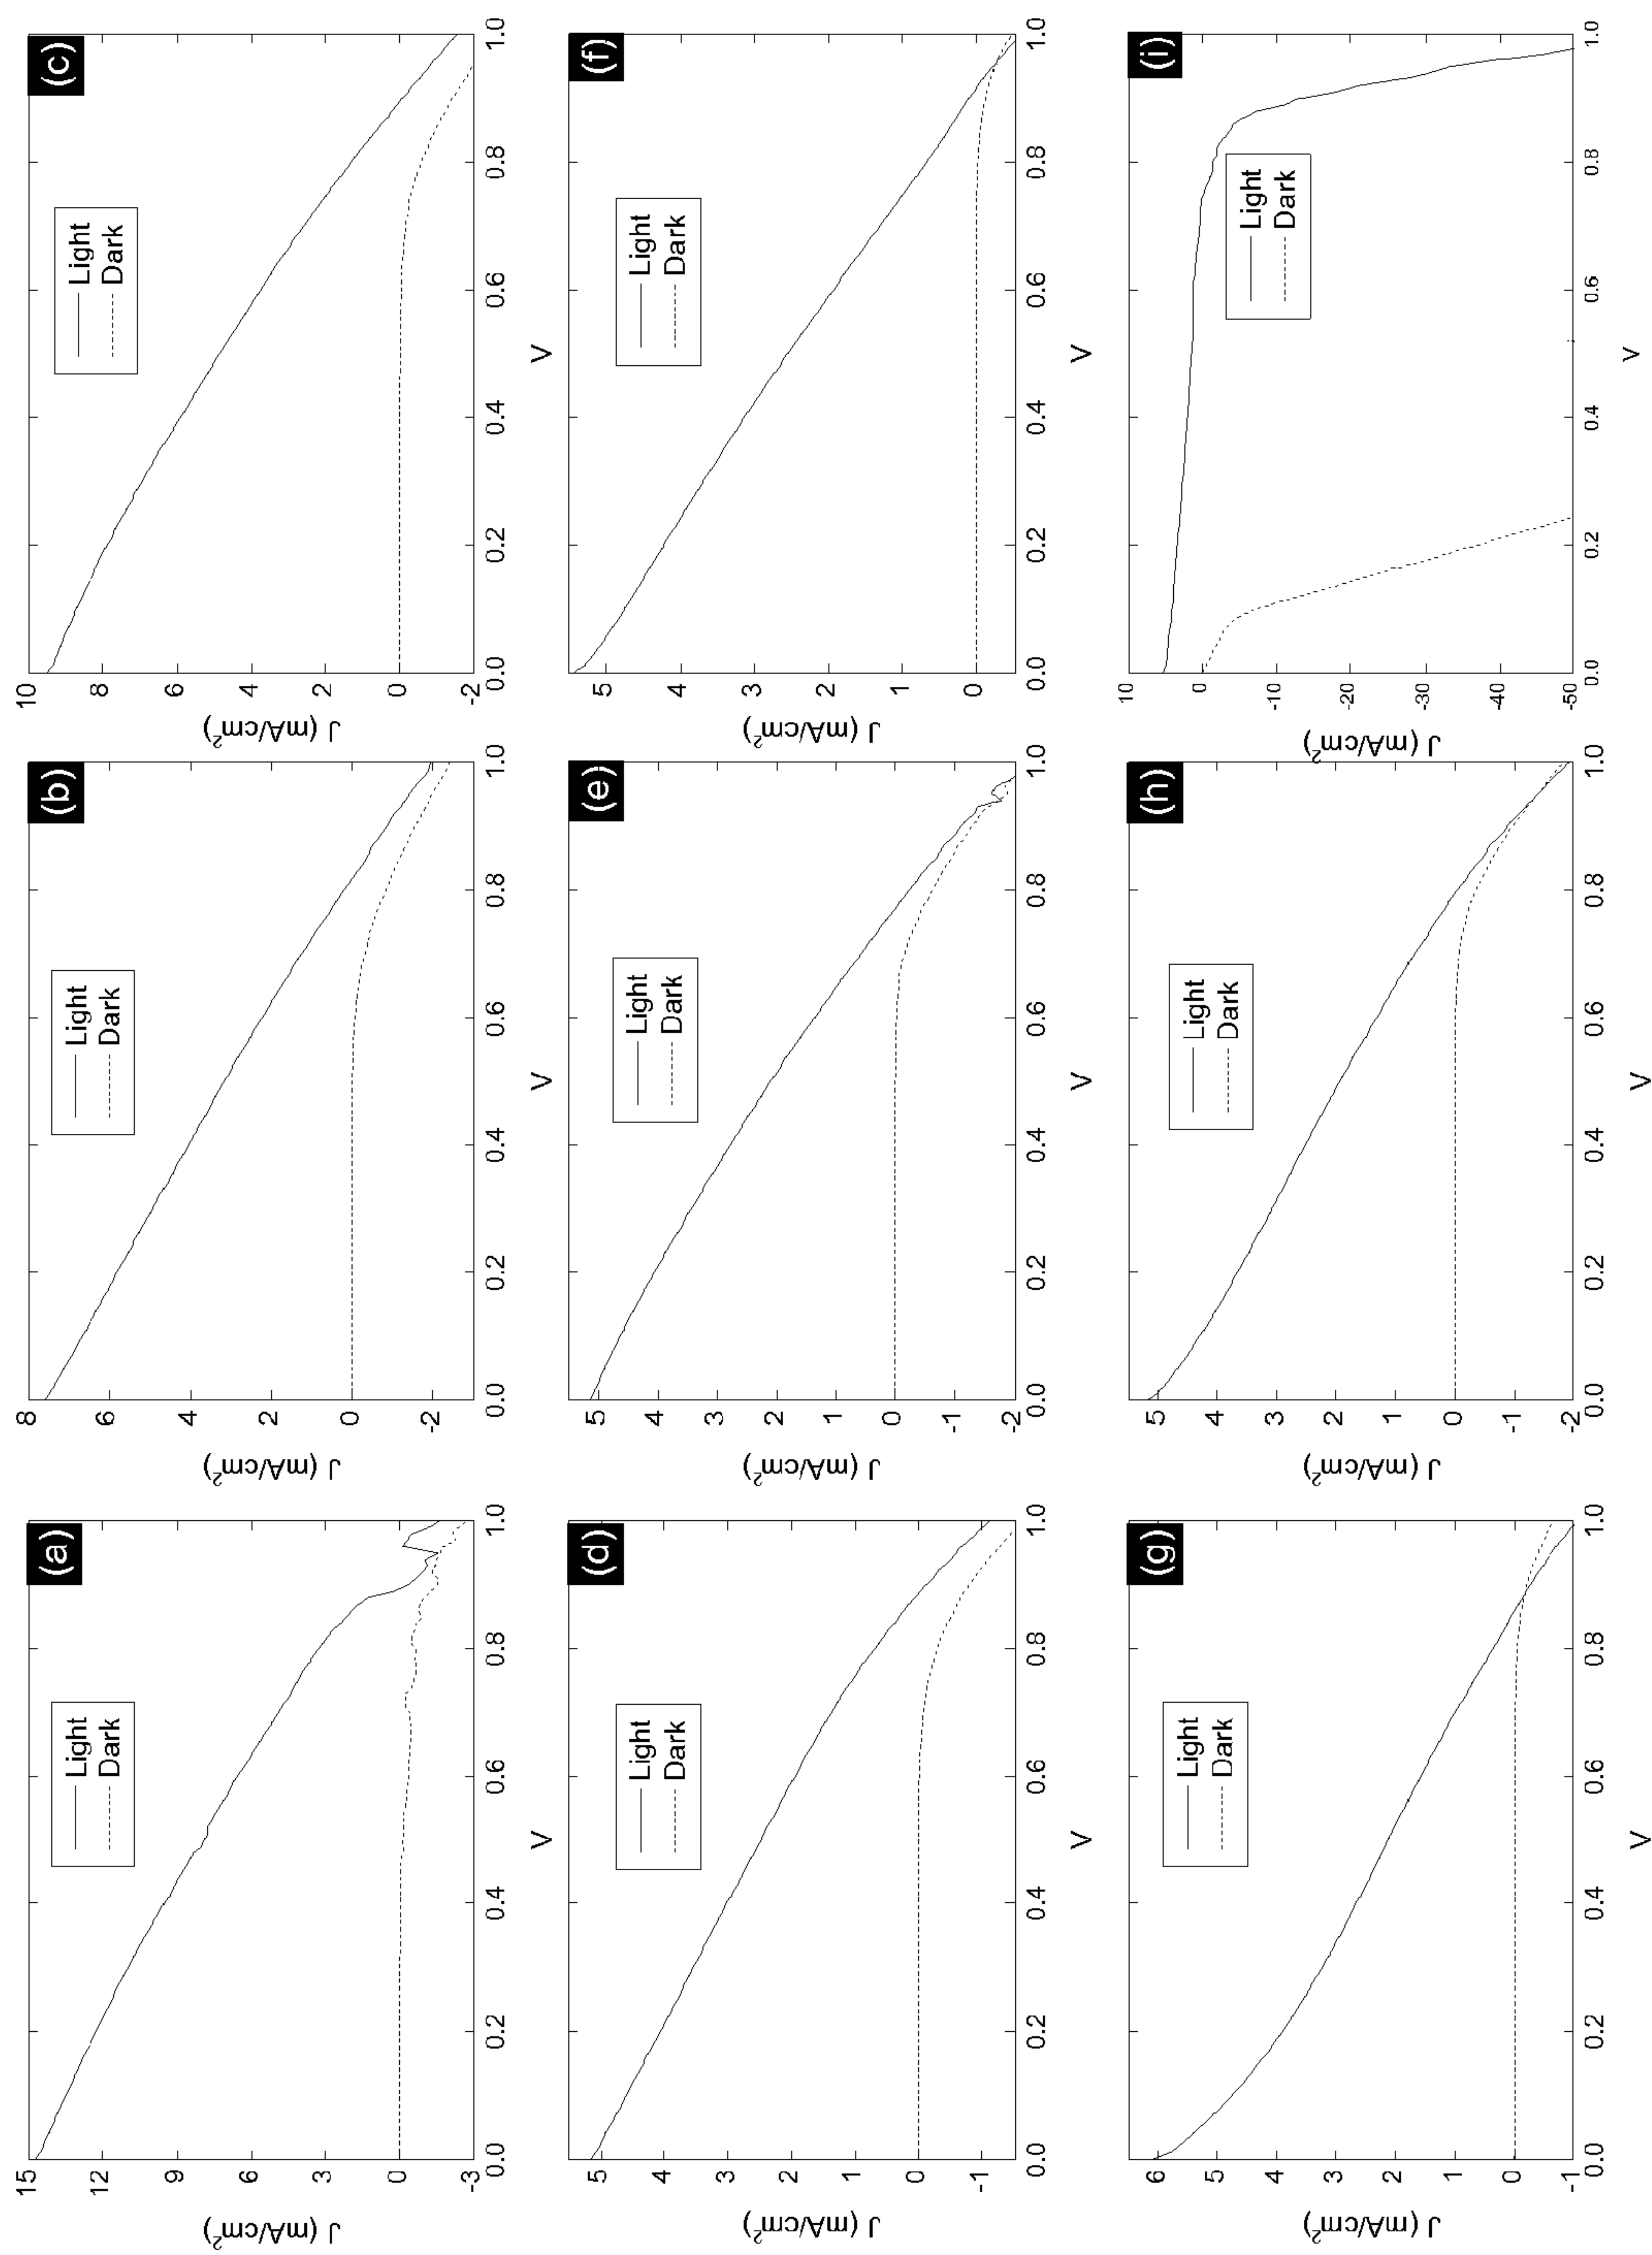 (a)
Light
Dark
J (mA/cm²)
15
12
9
6
3
0
-3
0.0 0.2 0.4 0.6 0.8 1.0
V
(b)
Light
Dark
J (mA/cm²)
8
6
4
2
0
-2
0.0 0.2 0.4 0.6 0.8 1.0
V
(c)
Light
Dark
J (mA/cm²)
10
8
6
4
2
0
-2
0.0 0.2 0.4 0.6 0.8 1.0
V
(d)
Light
Dark
J (mA/cm²)
5
4
3
2
1
0
-1
0.0 0.2 0.4 0.6 0.8 1.0
V
(e)
Light
Dark
J (mA/cm²)
5
4
3
2
1
0
-1
-2
0.0 0.2 0.4 0.6 0.8 1.0
V
(f)
Light
Dark
J (mA/cm²)
5
4
3
2
1
0
0.0 0.2 0.4 0.6 0.8 1.0
V
(g)
Light
Dark
J (mA/cm²)
6
5
4
3
2
1
0
-1
0.0 0.2 0.4 0.6 0.8 1.0
V
(h)
Light
Dark
J (mA/cm²)
5
4
3
2
1
0
-1
-2
0.0 0.2 0.4 0.6 0.8 1.0
V
(i)
Light
Dark
J (mA/cm²)
10
0
-10
-20
-30
-40
-50
0.0 0.2 0.4 0.6 0.8 1.0
V